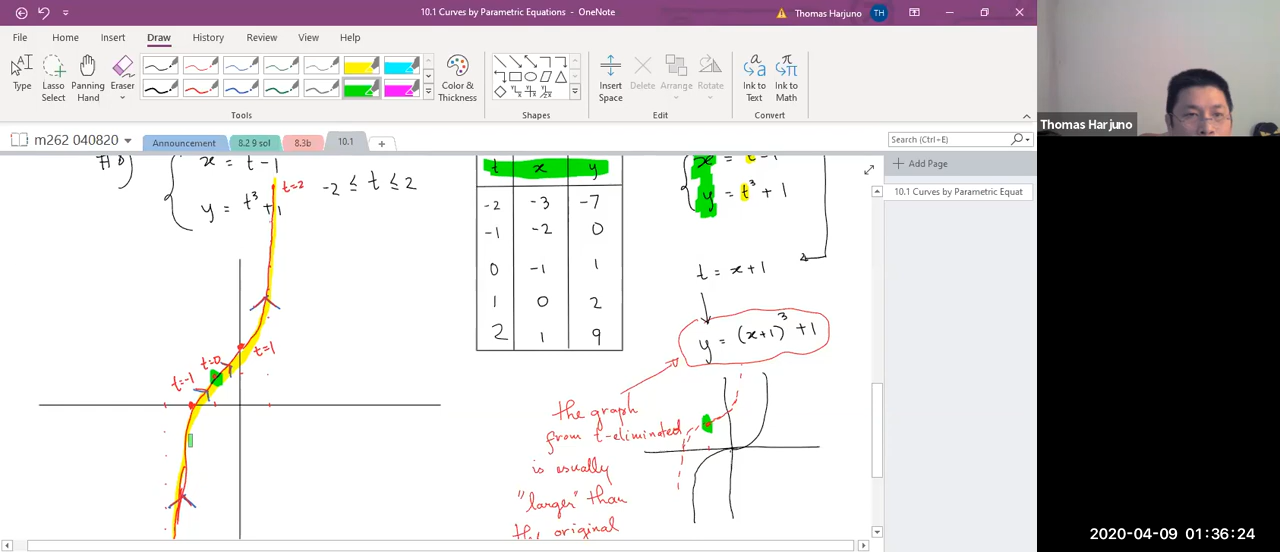 10.1 Curves by Parametric Equations - OneNote
Thomas Harjuno
TH
File Home Insert Draw History Review View Help
Type
Lasso Select
Panning Hand
Eraser
Color & Thickness
Insert Space
Delete
Arrange
Rotate
Ink to Text
Ink to Math
Tools
Shapes
Edit
Convert
m262 040820
Announcement
8.2 9 sol
8.3b
10.1
Search (Ctrl+E)
Add Page
10.1 Curves by Parametric Equat
Thomas Harjuno
x = t - 1
y = t³ + 1
-2 ≤ t ≤ 2
t=2
t=1
t=0
t=-1
t x y
-2 -3 -7
-1 -2 0
0 -1 1
1 0 2
2 1 9
x = t - 1
y = t³ + 1
t = x+1
y = (x+1)³ + 1
the graph
from t-eliminated
is usually
"larger" than
the original
2020-04-09 01:36:24